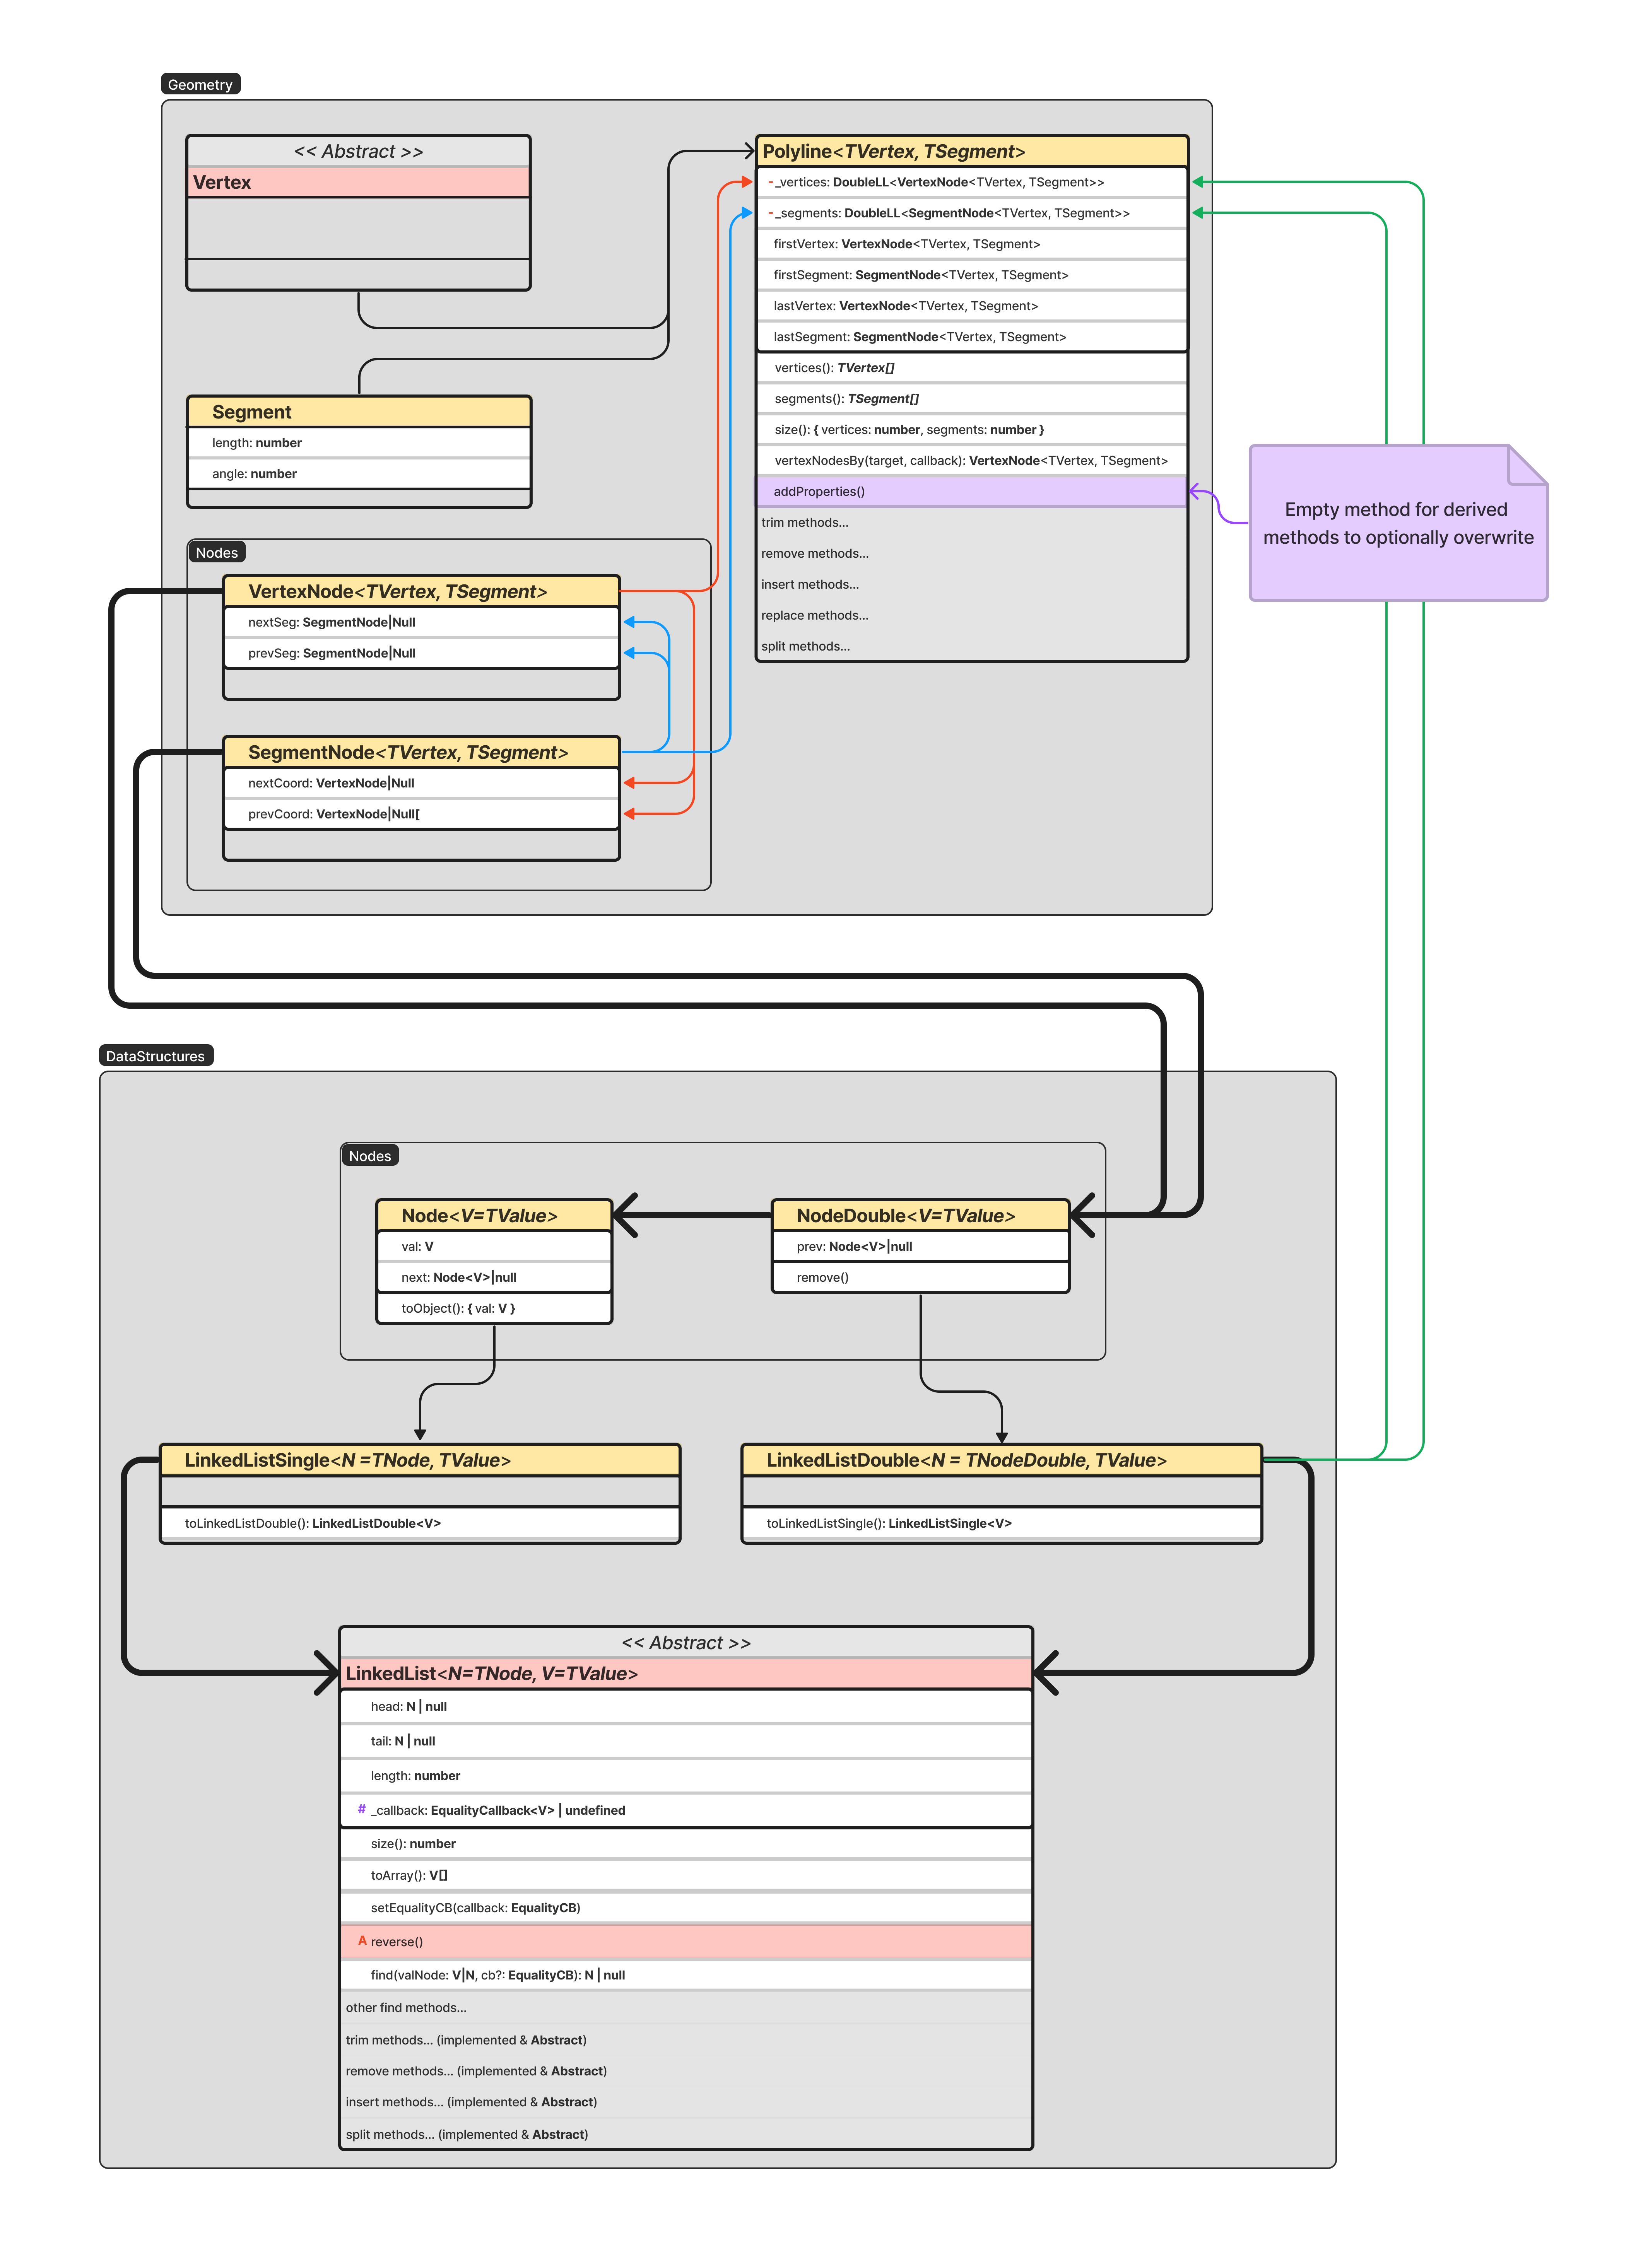 Geometry
<< Abstract >>
Vertex
Polyline<TVertex, TSegment>
-_vertices: DoubleLL<VertexNode<TVertex, TSegment>>
-_segments: DoubleLL<SegmentNode<TVertex, TSegment>>
firstVertex: VertexNode<TVertex, TSegment>
firstSegment: SegmentNode<TVertex, TSegment>
lastVertex: VertexNode<TVertex, TSegment>
lastSegment: SegmentNode<TVertex, TSegment>
vertices(): TVertex[]
segments(): TSegment[]
size(): { vertices: number, segments: number }
vertexNodesBy(target, callback): VertexNode<TVertex, TSegment>
addProperties()
trim methods...
remove methods...
insert methods...
replace methods...
split methods...
Empty method for derived
methods to optionally overwrite
Segment
length: number
angle: number
Nodes
VertexNode<TVertex, TSegment>
nextSeg: SegmentNode|Null
prevSeg: SegmentNode|Null
SegmentNode<TVertex, TSegment>
nextCoord: VertexNode|Null
prevCoord: VertexNode|Null[
DataStructures
Nodes
Node<V=TValue>
val: V
next: Node<V>|null
toObject(): { val: V }
NodeDouble<V=TValue>
prev: Node<V>|null
remove()
LinkedListSingle<N =TNode, TValue>
toLinkedListDouble(): LinkedListDouble<V>
LinkedListDouble<N = TNodeDouble, TValue>
toLinkedListSingle(): LinkedListSingle<V>
<< Abstract >>
LinkedList<N=TNode, V=TValue>
head: N | null
tail: N | null
length: number
# _callback: EqualityCallback<V> | undefined
size(): number
toArray(): V[]
setEqualityCB(callback: EqualityCB)
A reverse()
find(valNode: V|N, cb?: EqualityCB): N | null
other find methods...
trim methods... (implemented & Abstract)
remove methods... (implemented & Abstract)
insert methods... (implemented & Abstract)
split methods... (implemented & Abstract)